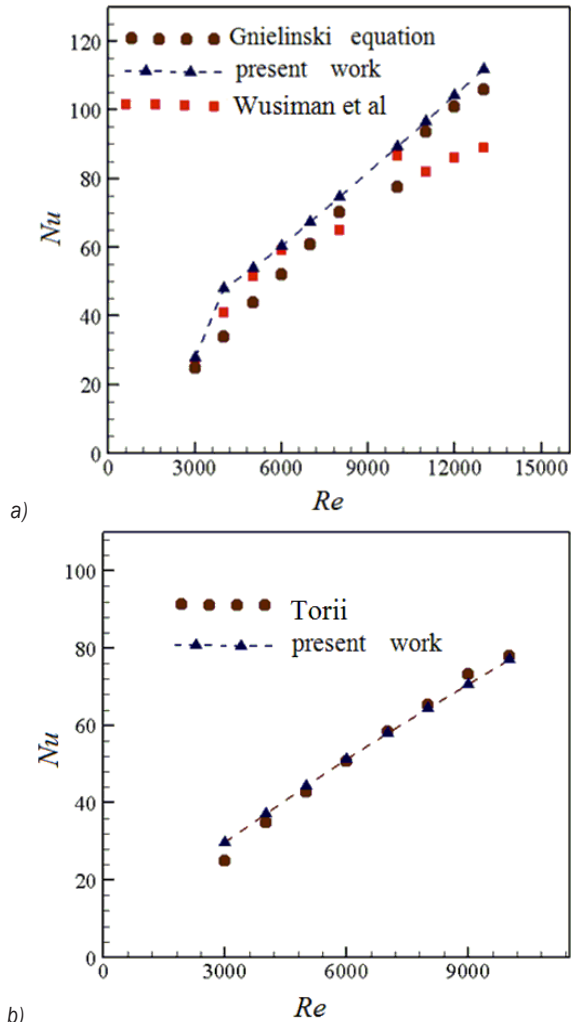 120
Gnielinski equation
present work
100
Wusiman et al
80
Nu
60
40
20
0
0 3000 6000 9000 12000 15000
a)
Re
100
Torii
present work
80
Nu
60
40
20
0
0 3000 6000 9000
b)
Re